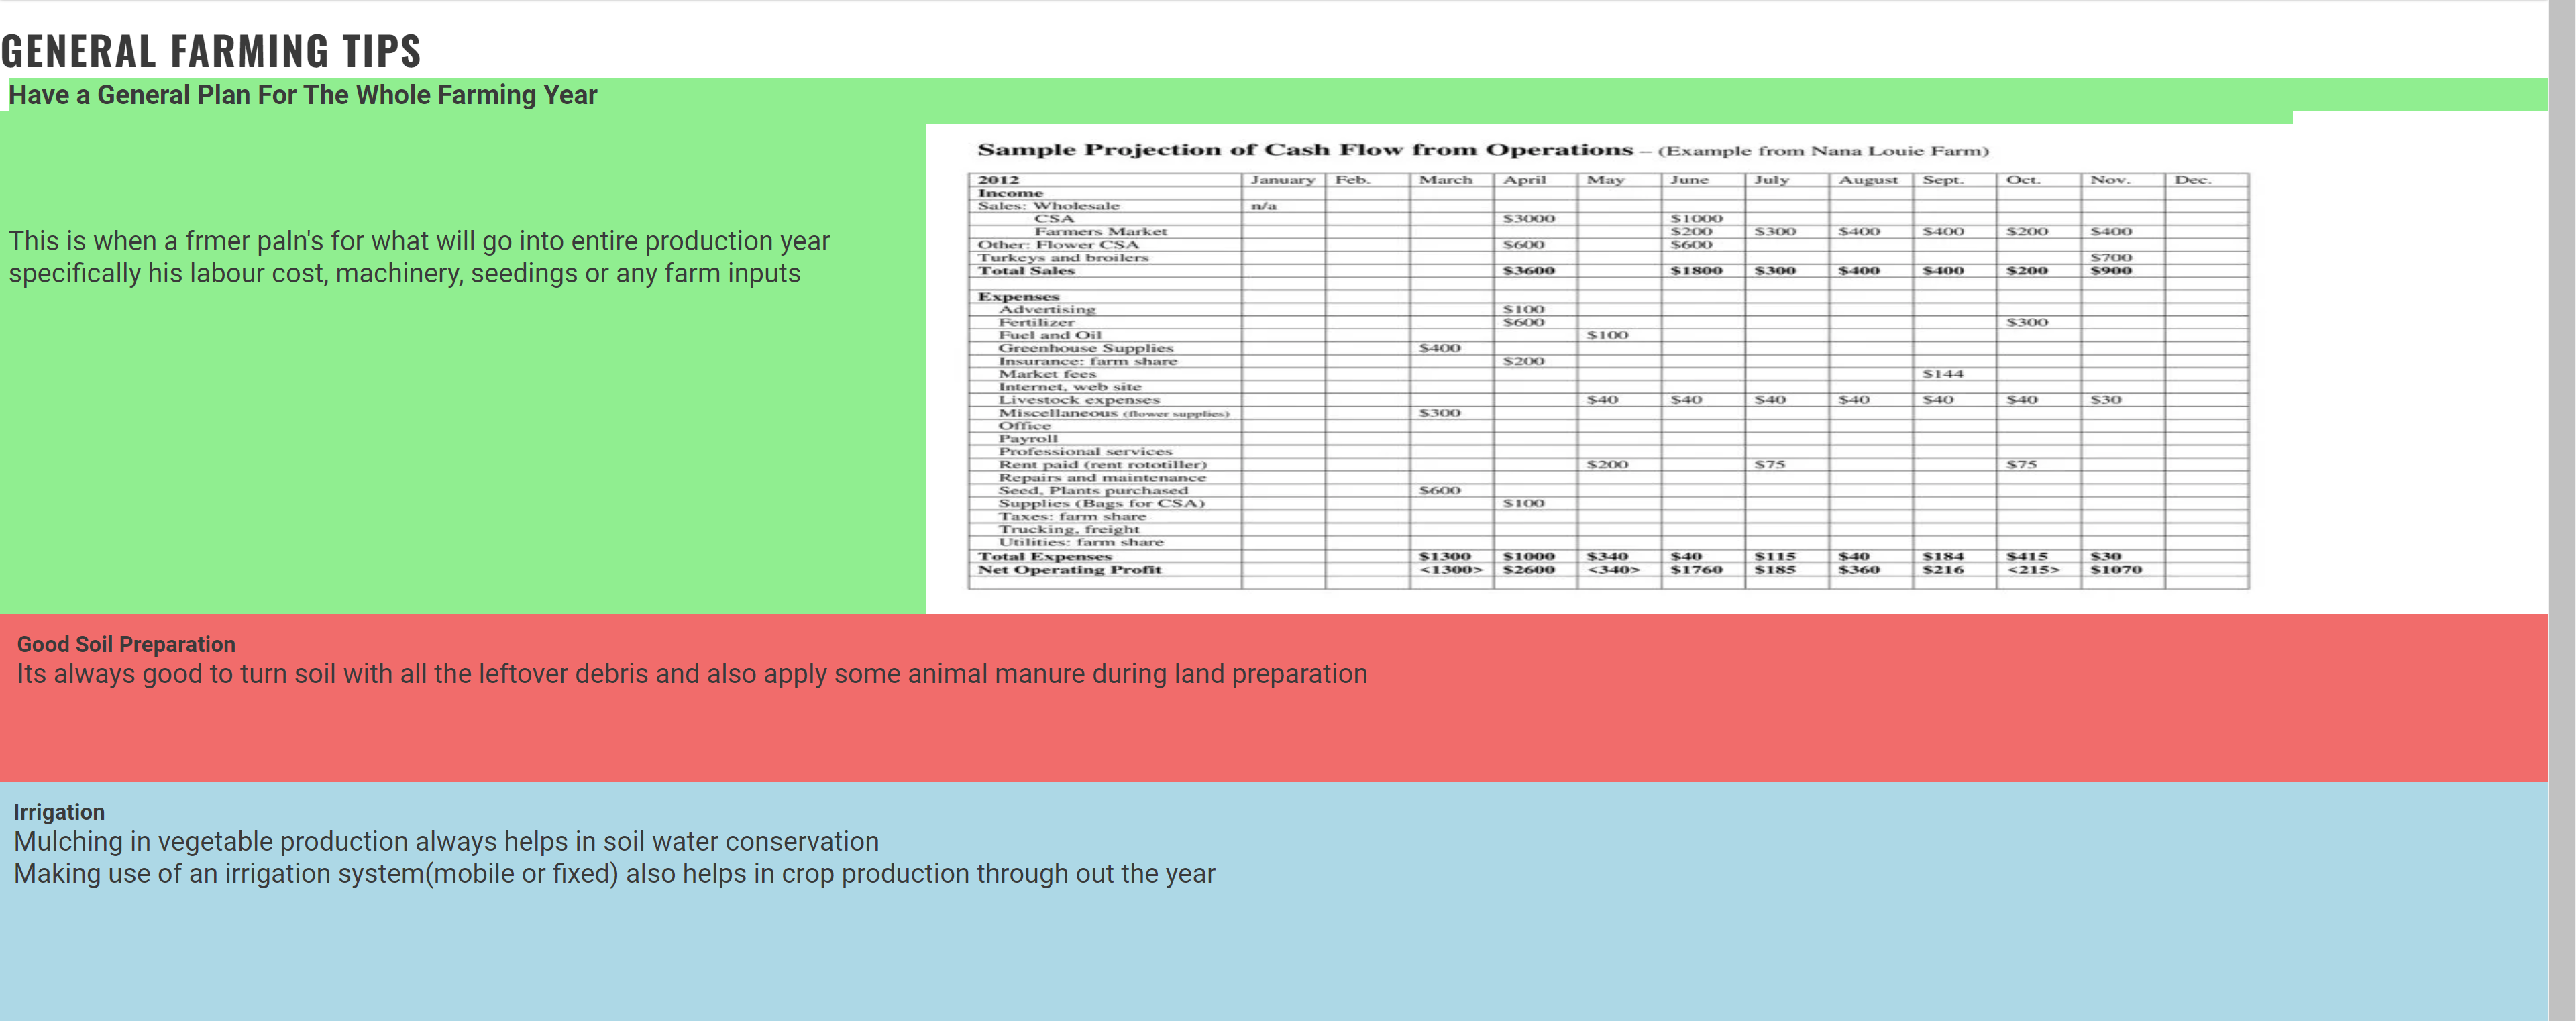 GENERAL FARMING TIPS
Have a General Plan For The Whole Farming Year
This is when a frmer paln's for what will go into entire production year
specifically his labour cost, machinery, seedings or any farm inputs
Sample Projection of Cash Flow from Operations – (Example from Nana Louie Farm)
2012 January Feb. March April May June July August Sept. Oct. Nov. Dec.
Income
Sales: Wholesale n/a
CSA $3000 $1000
Farmers Market $200 $300 $400 $400 $200 $400
Other: Flower CSA $600 $600
Turkeys and broilers $700
Total Sales $3600 $1800 $300 $400 $400 $200 $900
Expenses
Advertising $100
Fertilizer $600 $300
Fuel and Oil $100
Greenhouse Supplies $400
Insurance: farm share $200
Market fees $144
Internet, web site
Livestock expenses $40 $40 $40 $40 $40 $40 $30
Miscellaneous (flower supplies) $300
Office
Payroll
Professional services
Rent paid (rent rototiller) $200 $75 $75
Repairs and maintenance
Seed, Plants purchased $600
Supplies (Bags for CSA) $100
Taxes: farm share
Trucking, freight
Utilities: farm share
Total Expenses $1300 $1000 $340 $40 $115 $40 $184 $415 $30
Net Operating Profit <1300> $2600 <340> $1760 $185 $360 $216 <215> $1070
Good Soil Preparation
Its always good to turn soil with all the leftover debris and also apply some animal manure during land preparation
Irrigation
Mulching in vegetable production always helps in soil water conservation
Making use of an irrigation system(mobile or fixed) also helps in crop production through out the year